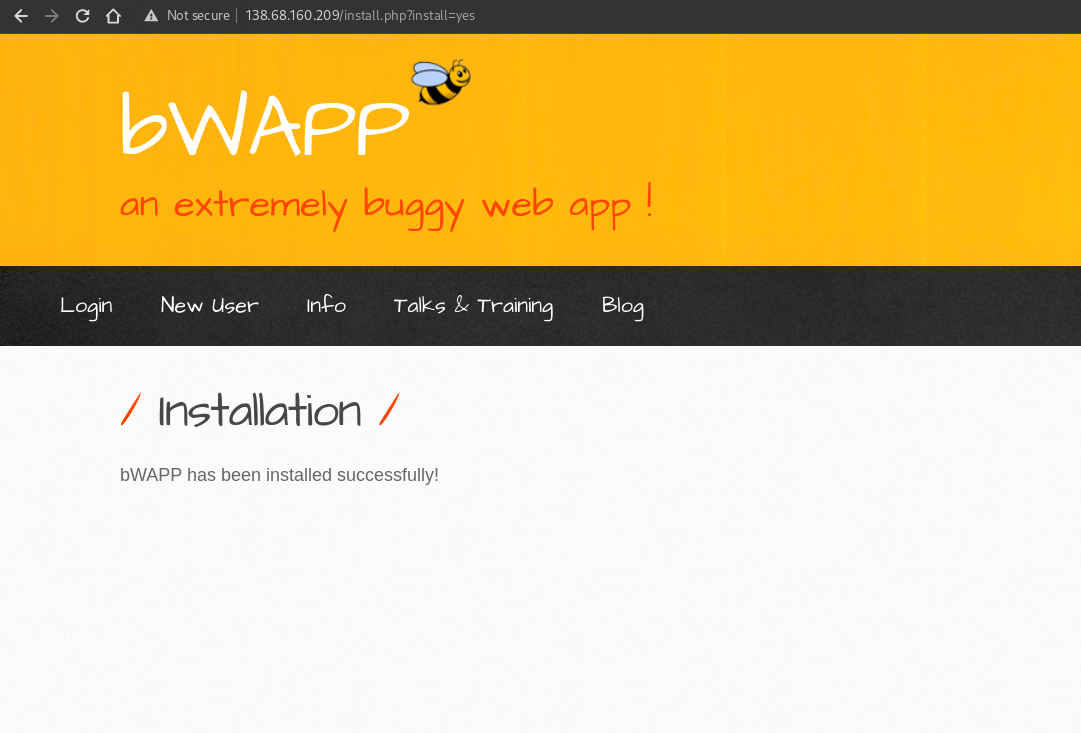 Not secure | 138.68.160.209/install.php?install=yes
bWAPP
an extremely buggy web app !
Login New User Info Talks & Training Blog
/ Installation /
bWAPP has been installed successfully!